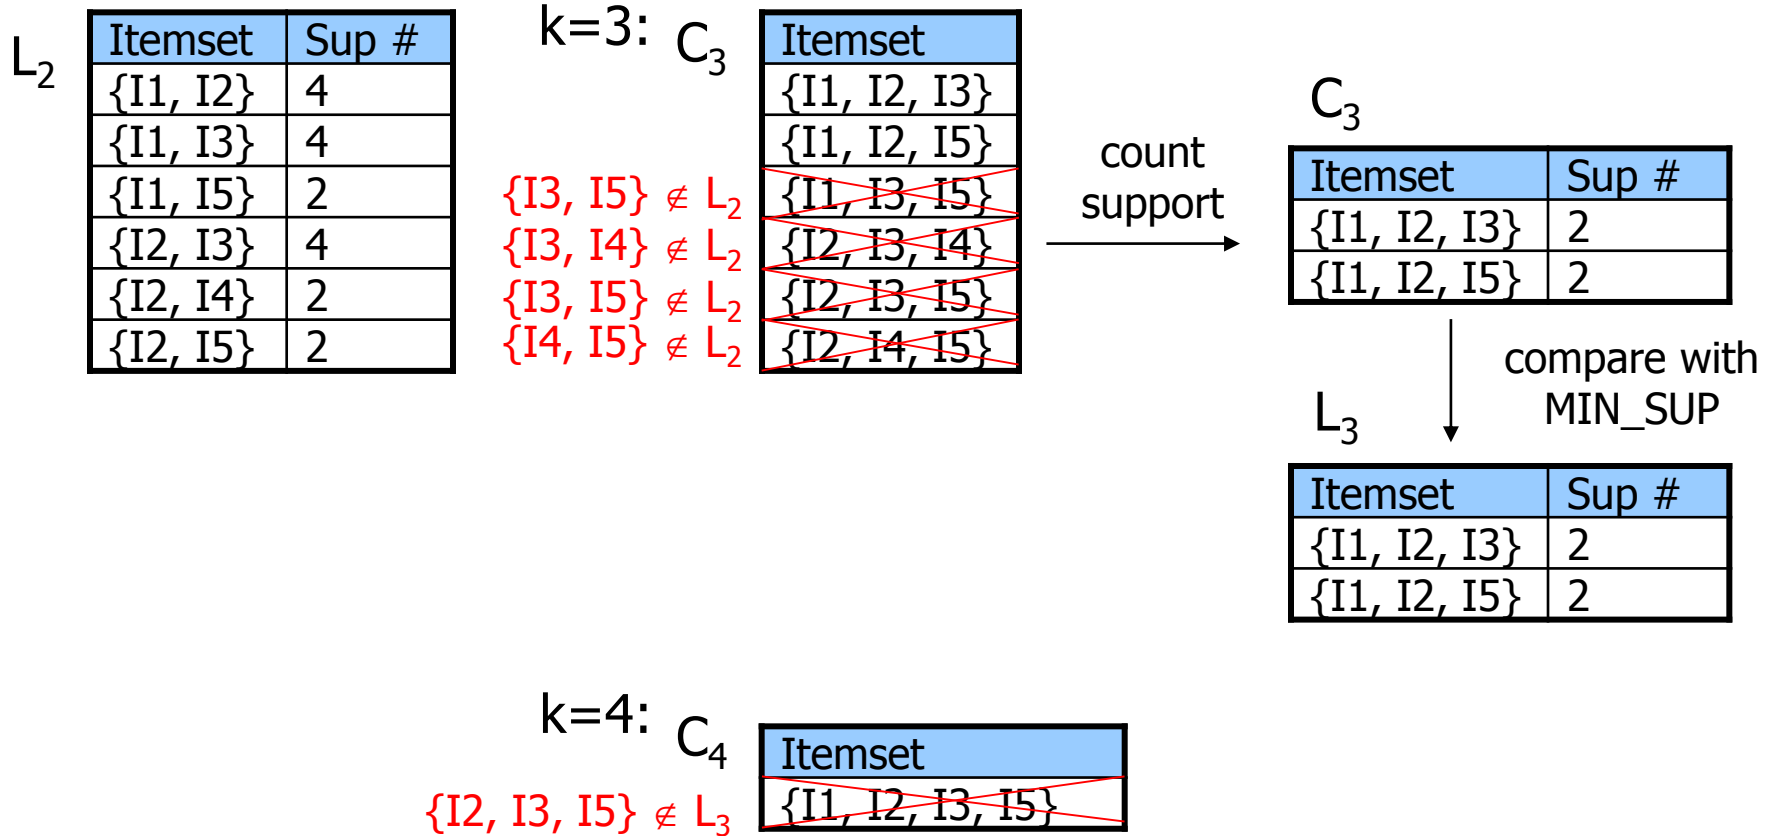 L2
Itemset Sup #
{I1, I2} 4
{I1, I3} 4
{I1, I5} 2
{I2, I3} 4
{I2, I4} 2
{I2, I5} 2
k=3: C3
Itemset
{I1, I2, I3}
{I1, I2, I5}
{I3, I5} ∉ L2 {I1, I3, I5}
{I3, I4} ∉ L2 {I2, I3, I4}
{I3, I5} ∉ L2 {I2, I3, I5}
{I4, I5} ∉ L2 {I2, I4, I5}
count
support
C3
Itemset Sup #
{I1, I2, I3} 2
{I1, I2, I5} 2
compare with
MIN_SUP
L3
Itemset Sup #
{I1, I2, I3} 2
{I1, I2, I5} 2
k=4: C4
Itemset
{I2, I3, I5} ∉ L3 {I1, I2, I3, I5}